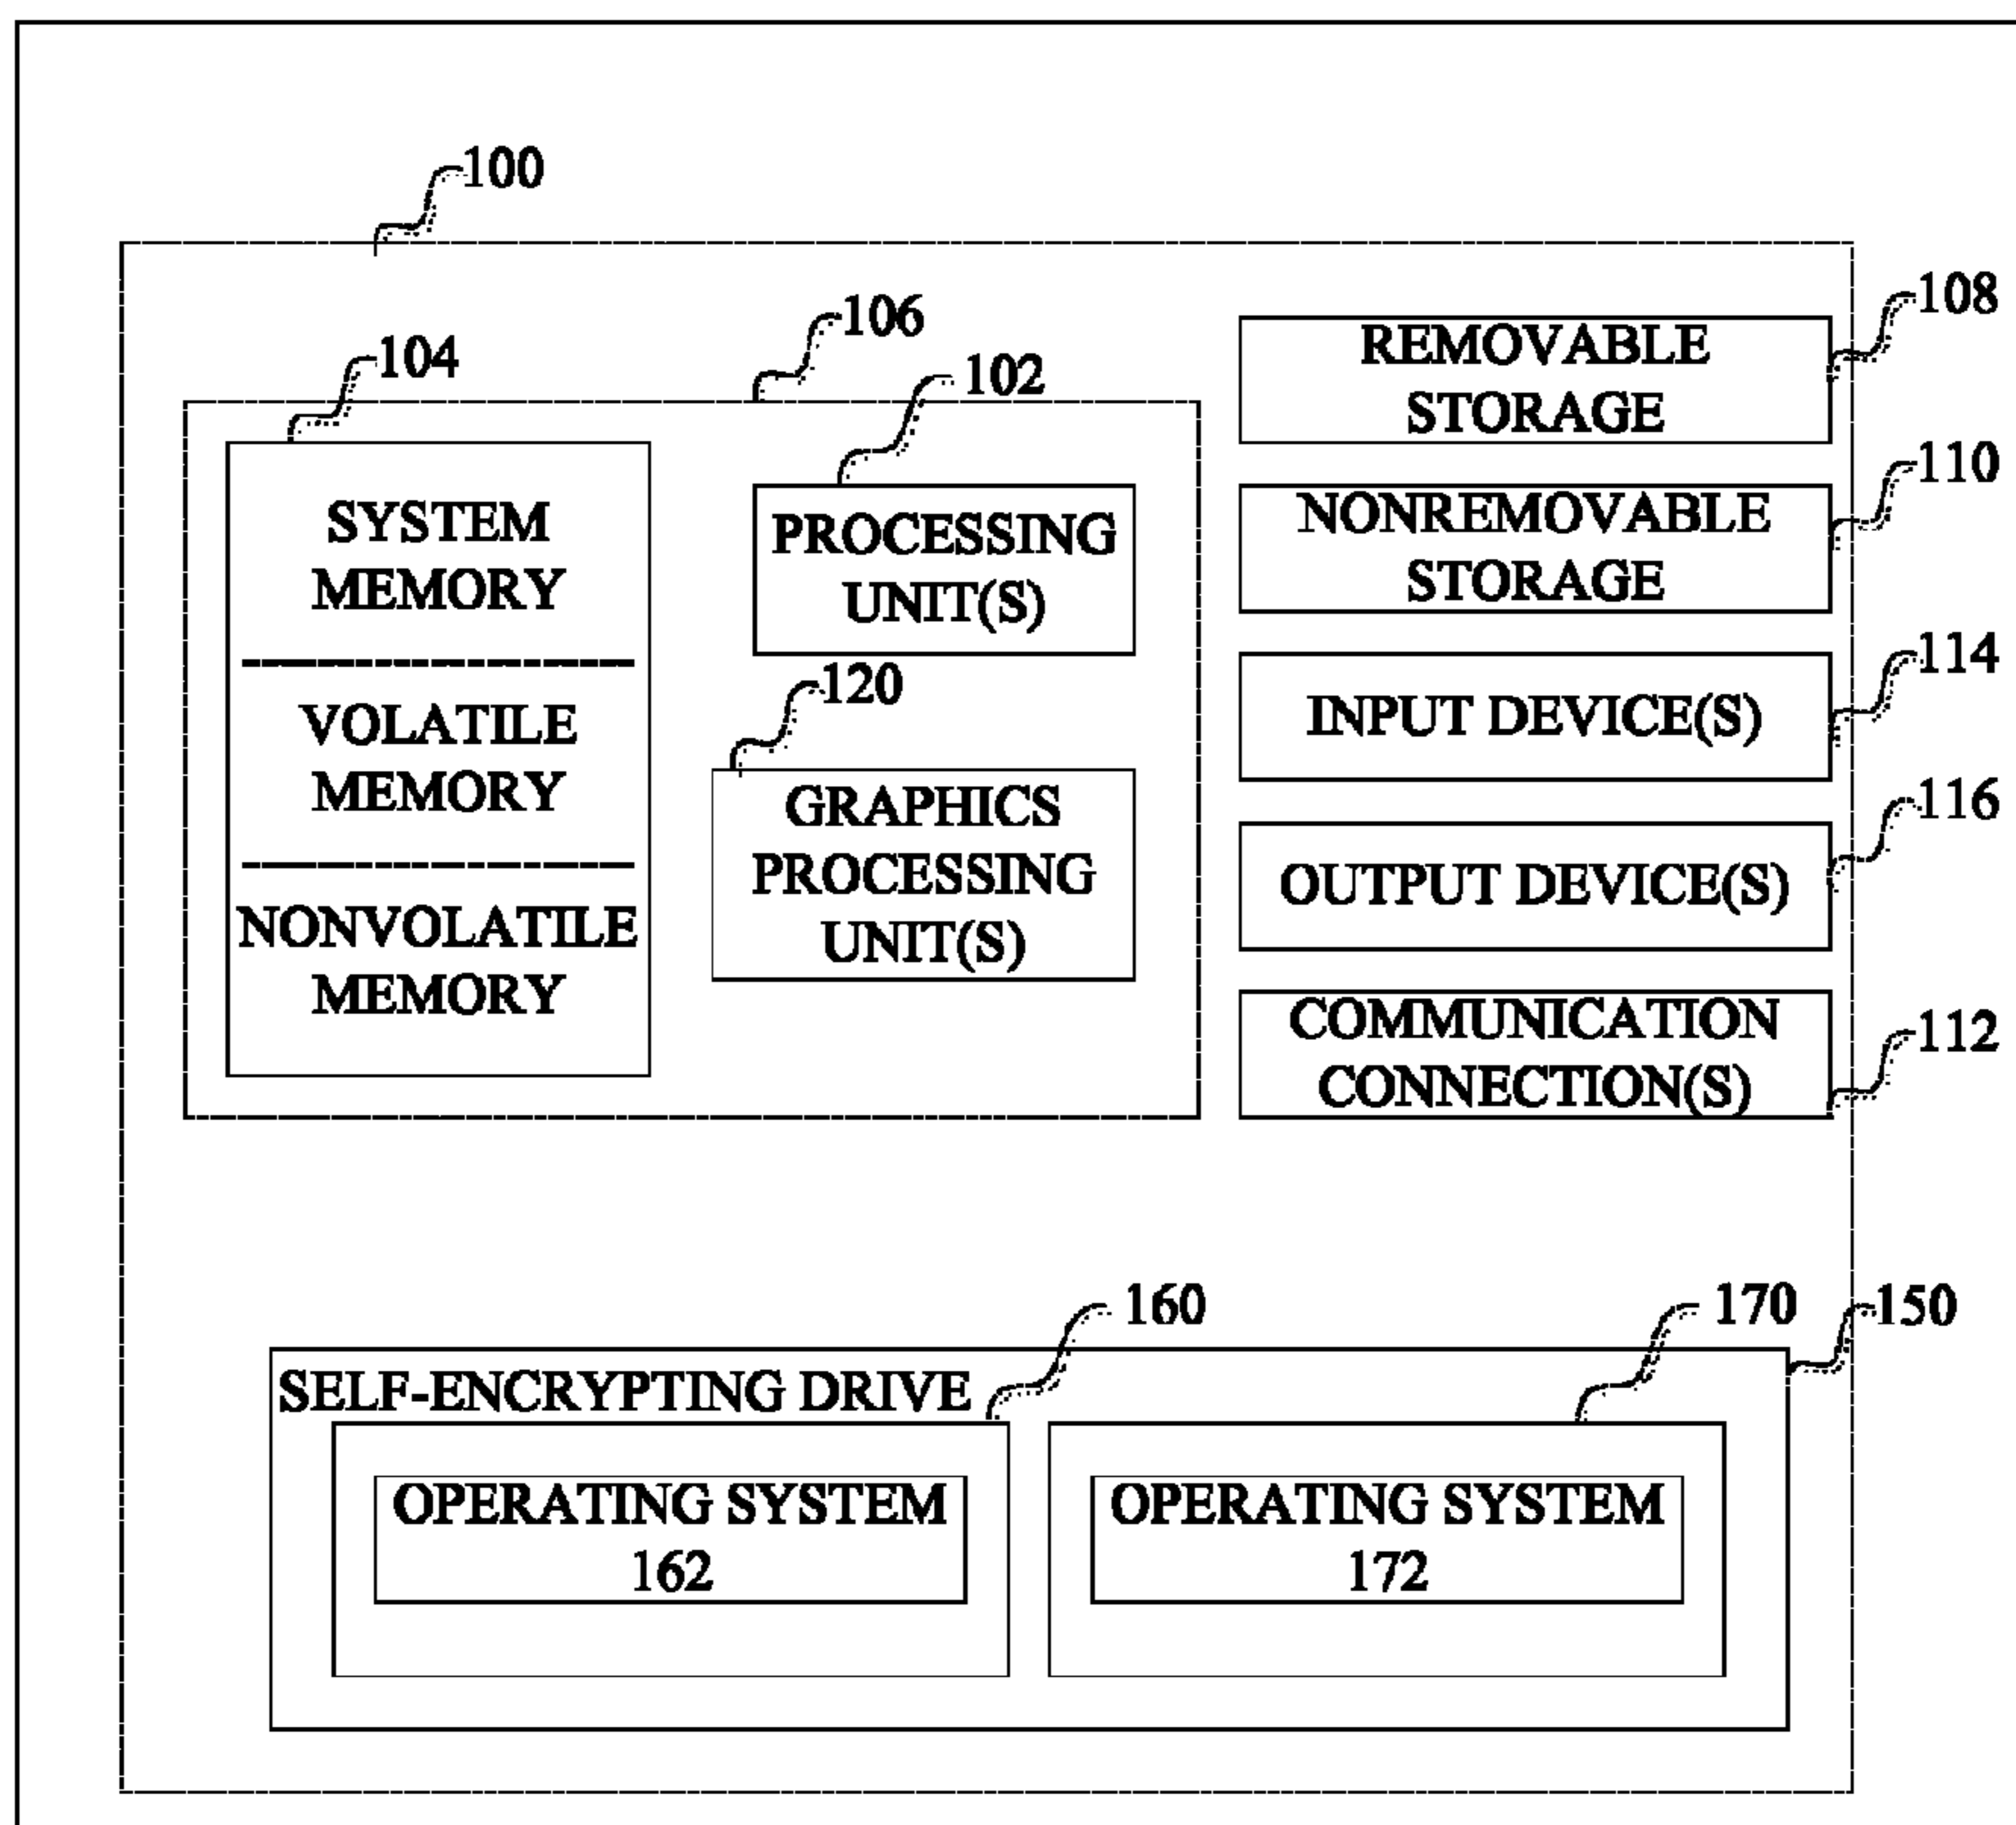 100
106
108
104
102
REMOVABLE
STORAGE
110
SYSTEM
MEMORY
PROCESSING
UNIT(S)
NONREMOVABLE
STORAGE
114
120
VOLATILE
MEMORY
INPUT DEVICE(S)
116
GRAPHICS
PROCESSING
UNIT(S)
OUTPUT DEVICE(S)
NONVOLATILE
MEMORY
COMMUNICATION
CONNECTION(S)
112
160
170
150
SELF-ENCRYPTING DRIVE
OPERATING SYSTEM
162
OPERATING SYSTEM
172